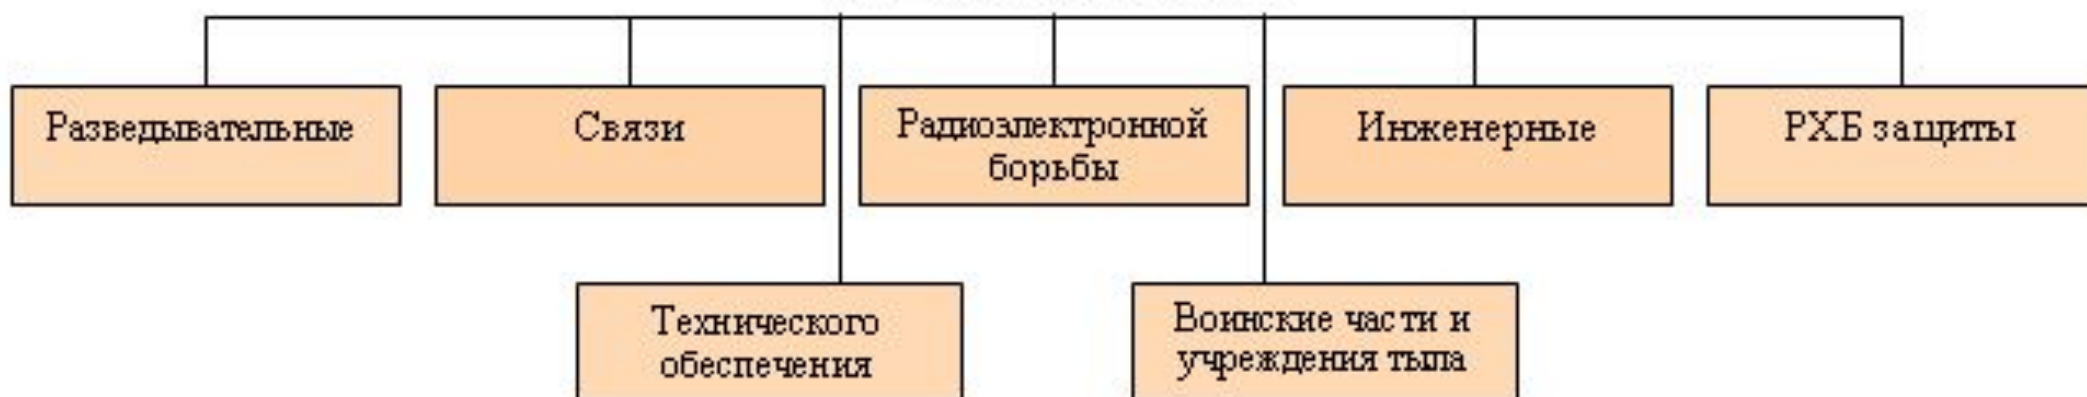 Разведывательные
Связи
Радиоэлектронной
борьбы
Инженерные
РХБ защиты
Технического
обеспечения
Воинские части и
учреждения тыла